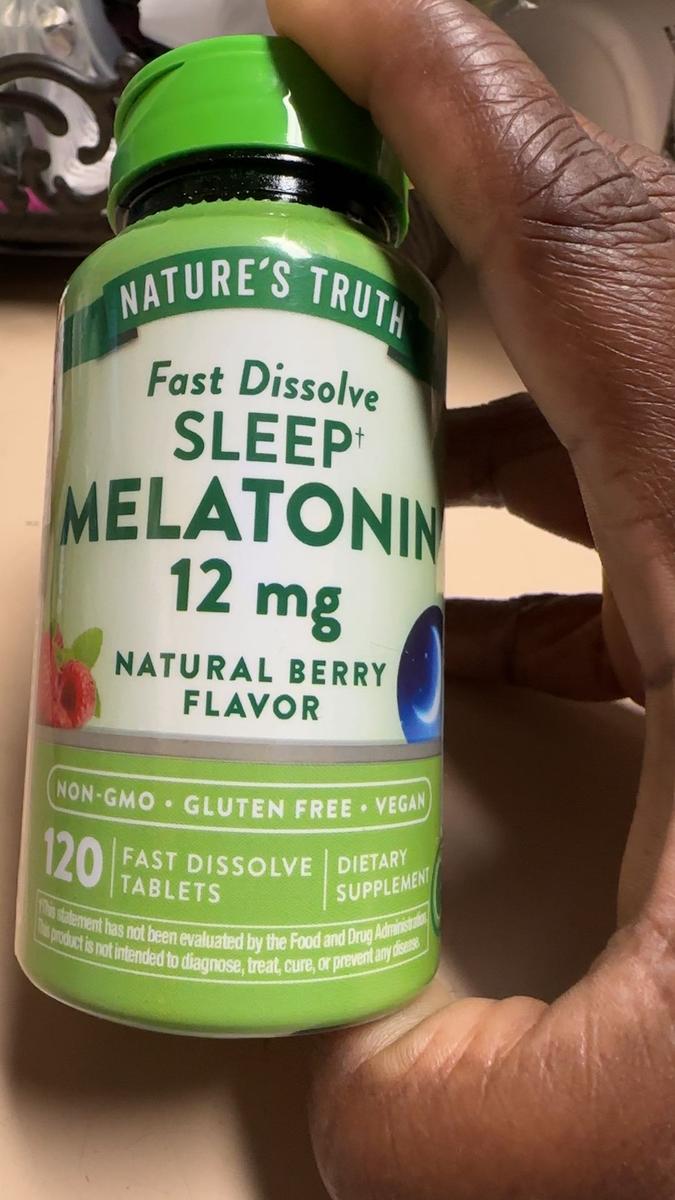 NATURE'S TRUTH
Fast Dissolve
SLEEP†
MELATONIN
12 mg
NATURAL BERRY
FLAVOR
NON-GMO • GLUTEN FREE • VEGAN
120
FAST DISSOLVE
TABLETS
DIETARY
SUPPLEMENT
†This statement has not been evaluated by the Food and Drug Administration.
This product is not intended to diagnose, treat, cure, or prevent any disease.